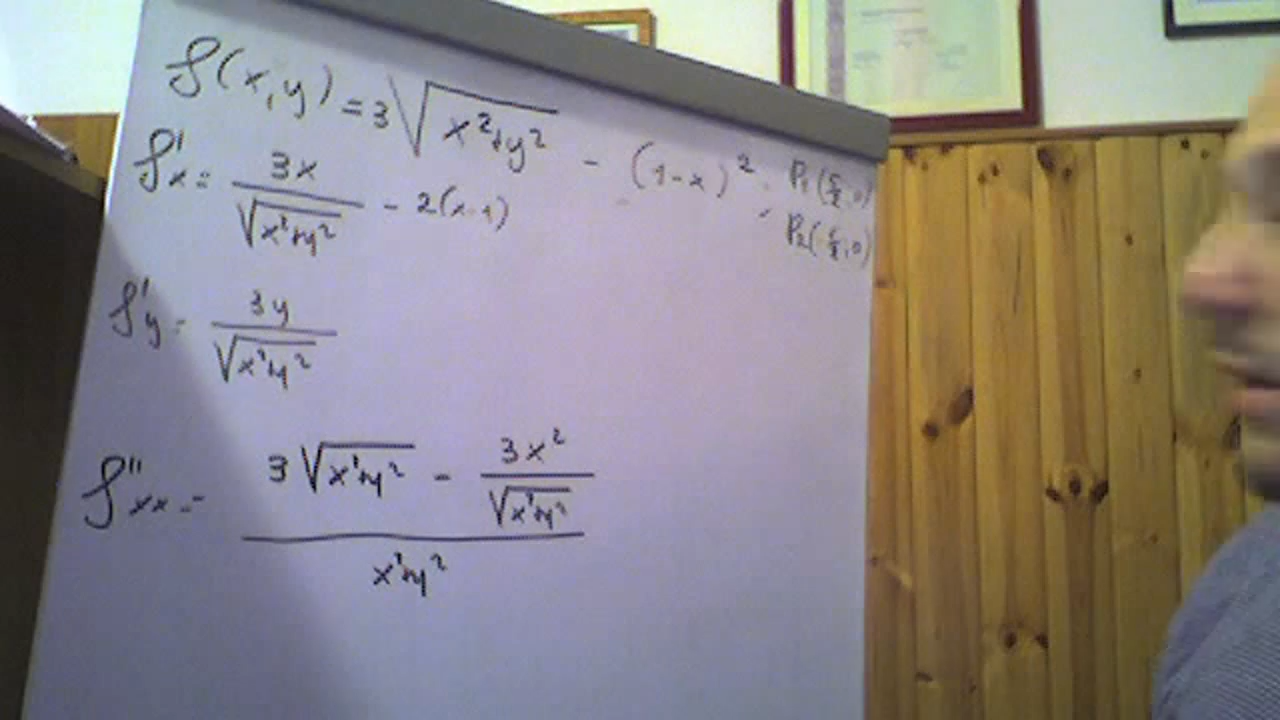 f(x,y) = 3√(x²+y²) - (1-x)² P₁(5/2, 0)
f'x = 3x/√(x²+y²) - 2(x-1) P₂( 0)
f'y = 3y/√(x²+y²)
f''xx = (3√(x²+y²) - 3x²/√(x²+y²))/(x²+y²)